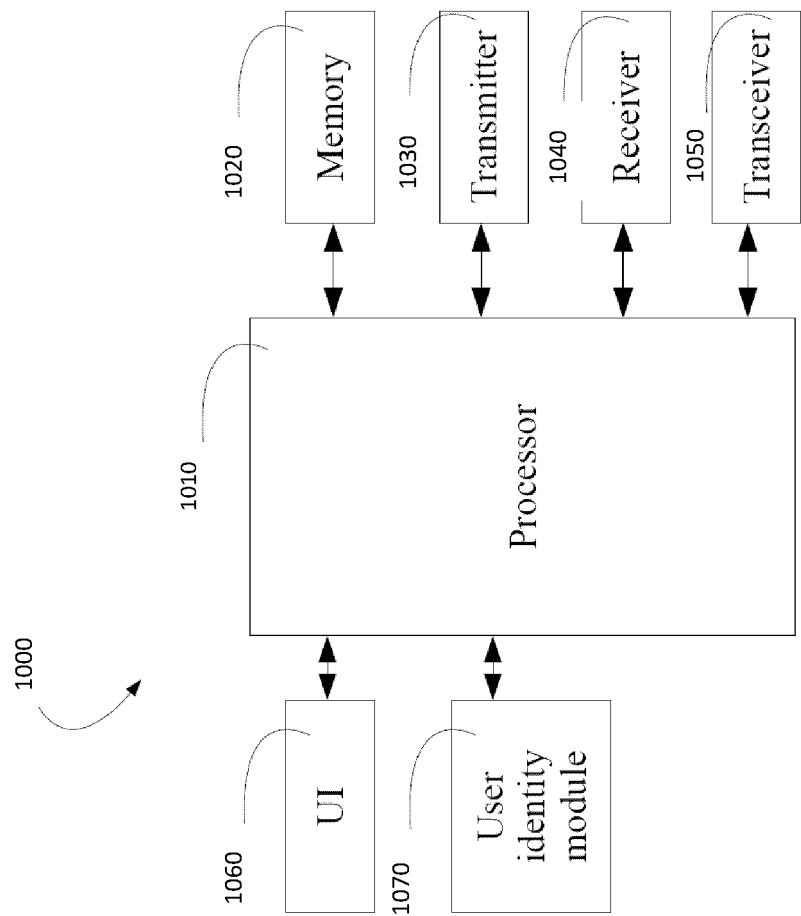 1000
1010
Processor
1020
Memory
1030
Transmitter
1040
Receiver
1050
Transceiver
1060
UI
1070
User
identity
module